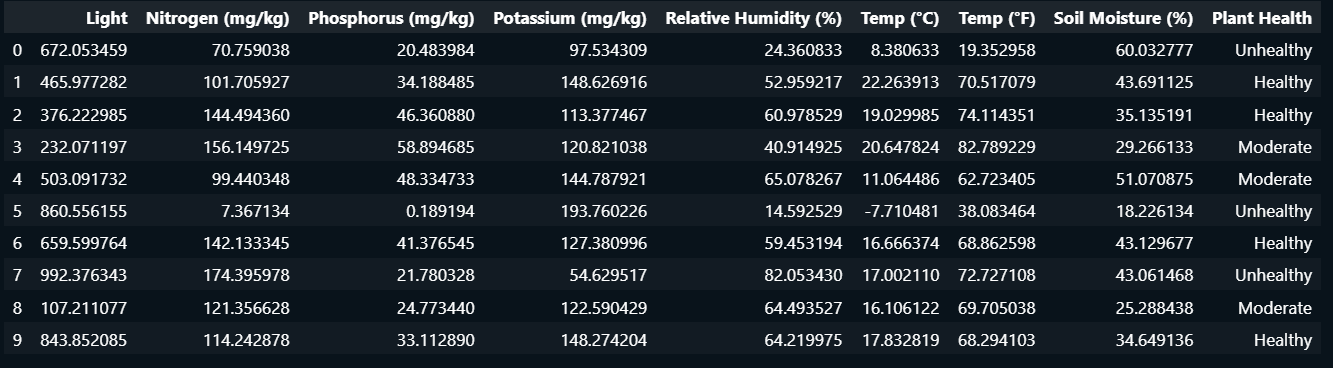 Light Nitrogen (mg/kg) Phosphorus (mg/kg) Potassium (mg/kg) Relative Humidity (%) Temp (°C) Temp (°F) Soil Moisture (%) Plant Health
0 672.053459 70.759038 20.483984 97.534309 24.360833 8.380633 19.352958 60.032777 Unhealthy
1 465.977282 101.705927 34.188485 148.626916 52.959217 22.263913 70.517079 43.691125 Healthy
2 376.222985 144.494360 46.360880 113.377467 60.978529 19.029985 74.114351 35.135191 Healthy
3 232.071197 156.149725 58.894685 120.821038 40.914925 20.647824 82.789229 29.266133 Moderate
4 503.091732 99.440348 48.334733 144.787921 65.078267 11.064486 62.723405 51.070875 Moderate
5 860.556155 7.367134 0.189194 193.760226 14.592529 -7.710481 38.083464 18.226134 Unhealthy
6 659.599764 142.133345 41.376545 127.380996 59.453194 16.666374 68.862598 43.129677 Healthy
7 992.376343 174.395978 21.780328 54.629517 82.053430 17.002110 72.727108 43.061468 Unhealthy
8 107.211077 121.356628 24.773440 122.590429 64.493527 16.106122 69.705038 25.288438 Moderate
9 843.852085 114.242878 33.112890 148.274204 64.219975 17.832819 68.294103 34.649136 Healthy